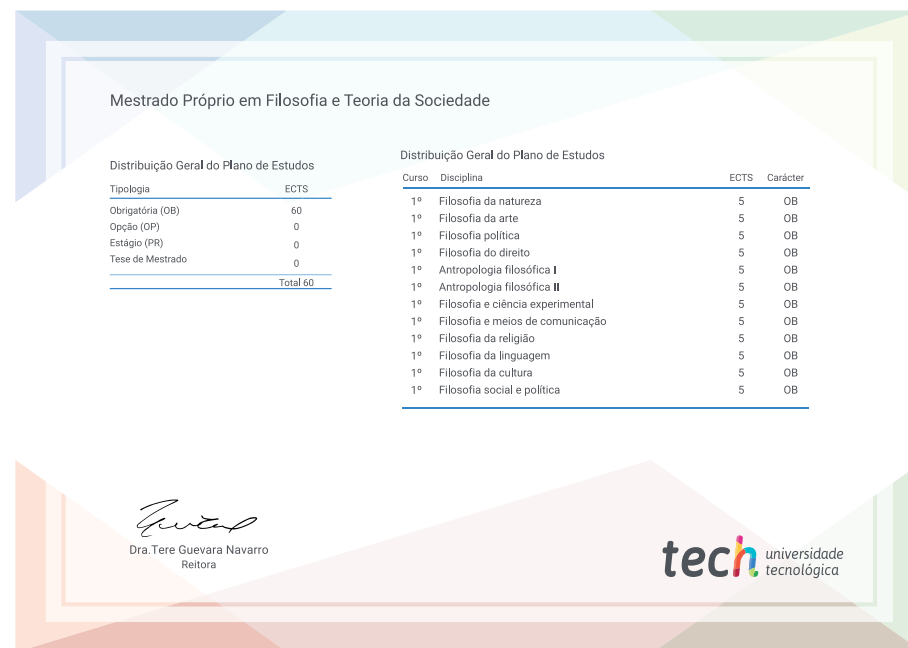 Mestrado Próprio em Filosofia e Teoria da Sociedade
Distribuição Geral do Plano de Estudos
Tipologia ECTS
Obrigatória (OB) 60
Opção (OP) 0
Estágio (PR) 0
Tese de Mestrado 0
Total 60
Distribuição Geral do Plano de Estudos
Curso Disciplina ECTS Carácter
1º Filosofia da natureza 5 OB
1º Filosofia da arte 5 OB
1º Filosofia política 5 OB
1º Filosofia do direito 5 OB
1º Antropologia filosófica I 5 OB
1º Antropologia filosófica II 5 OB
1º Filosofia e ciência experimental 5 OB
1º Filosofia e meios de comunicação 5 OB
1º Filosofia da religião 5 OB
1º Filosofia da linguagem 5 OB
1º Filosofia da cultura 5 OB
1º Filosofia social e política 5 OB
Dra.Tere Guevara Navarro
Reitora
tech universidade
tecnológica